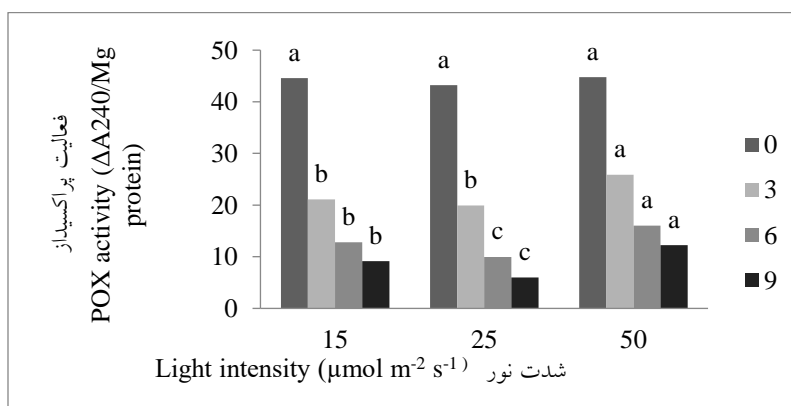 فعالیت پراکسیداز
POX activity (ΔA240/Mg
protein)
50
40
30
20
10
0
a
b
b
b
a
b
c
c
a
a
a
a
15
25
50
Light intensity (µmol m-2 s-1 ) شدت نور
0
3
6
9